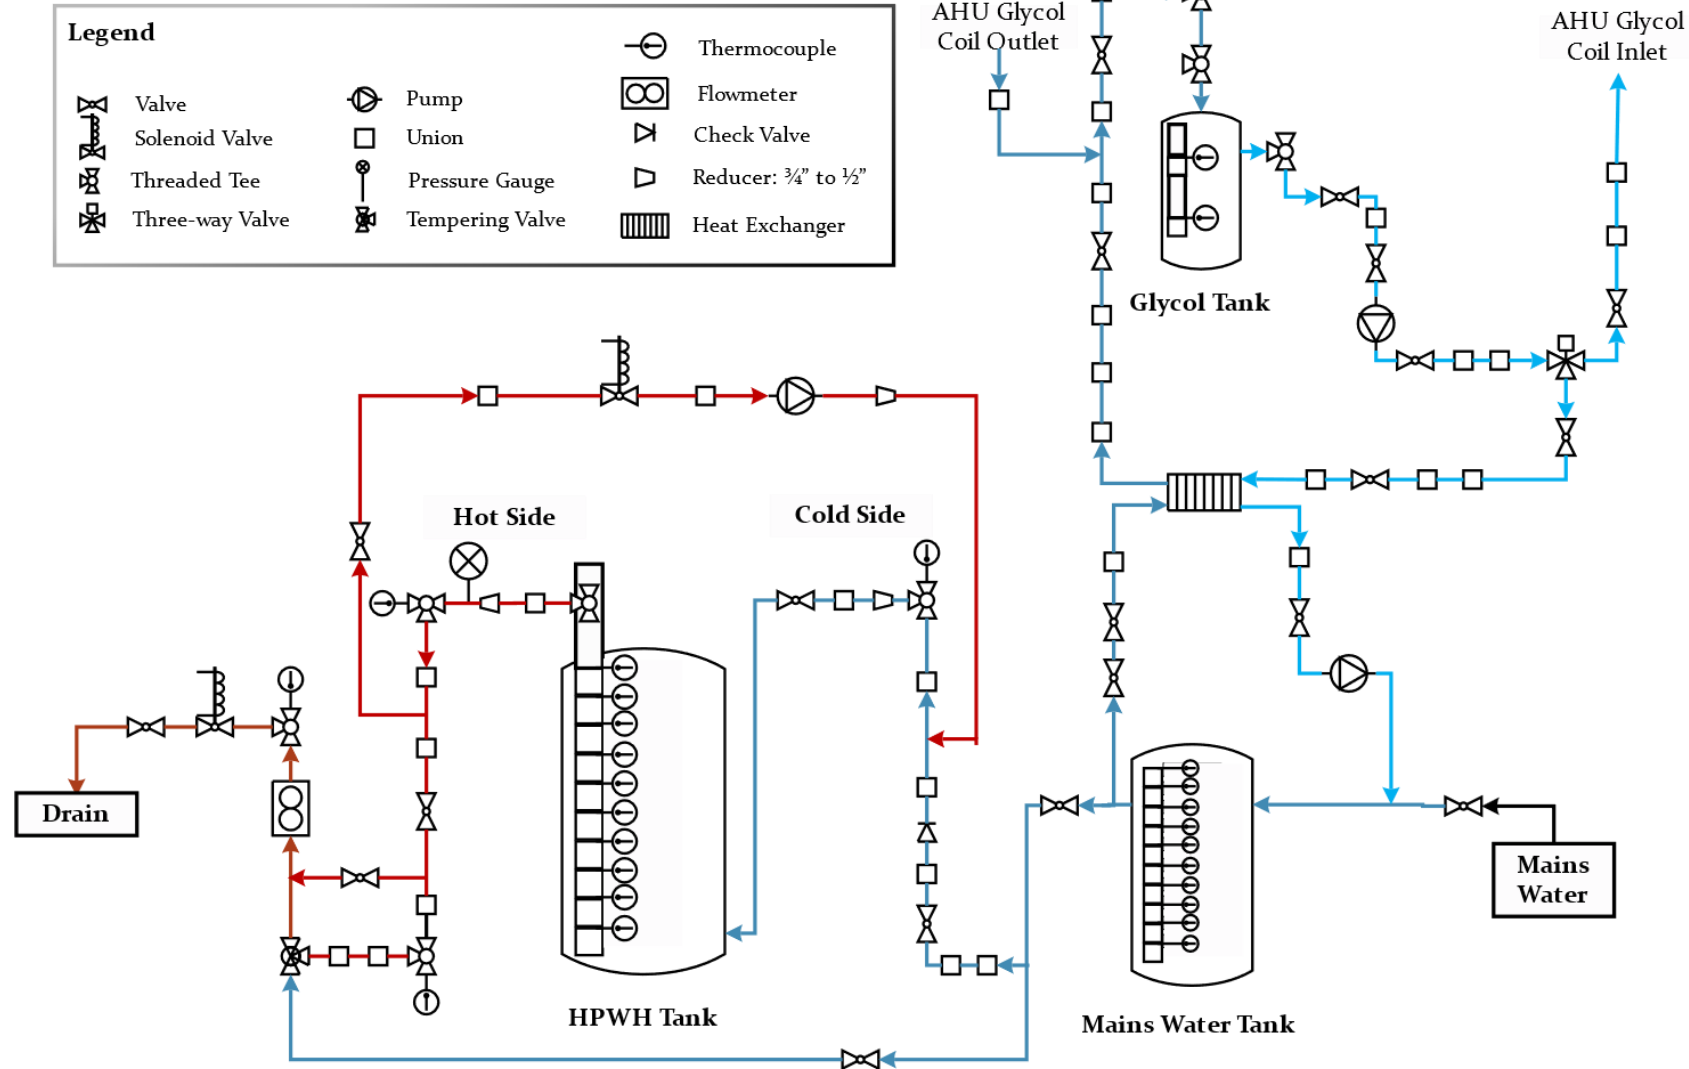 Legend
Valve
Solenoid Valve
Threaded Tee
Three-way Valve
Pump
Union
Pressure Gauge
Tempering Valve
Thermocouple
Flowmeter
Check Valve
Reducer: ¾” to ½”
Heat Exchanger
AHU Glycol
Coil Outlet
AHU Glycol
Coil Inlet
Glycol Tank
Hot Side
Cold Side
Drain
Mains
Water
HPWH Tank
Mains Water Tank